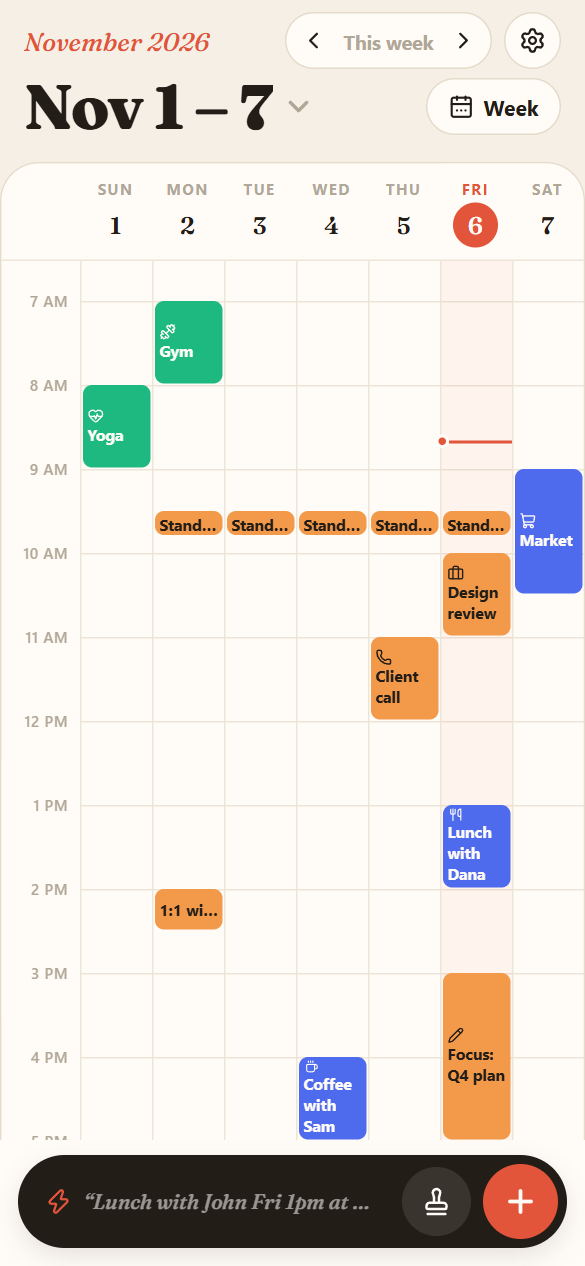 November 2026
This week
Nov 1 – 7
Week
SUN MON TUE WED THU FRI SAT
1 2 3 4 5 6 7
7 AM
Gym
8 AM
Yoga
9 AM
Stand... Stand... Stand... Stand... Stand...
Market
10 AM
Design
review
11 AM
Client
call
12 PM
1 PM
Lunch
with
Dana
2 PM
1:1 wi...
3 PM
Focus:
Q4 plan
4 PM
Coffee
with
Sam
5 PM
“Lunch with John Fri 1pm at ...